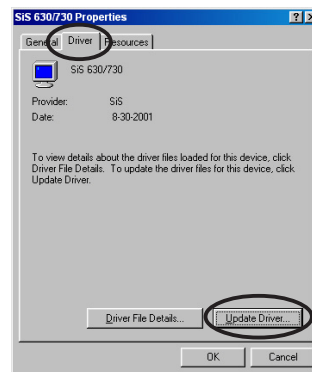 SiS 630/730 Properties
General Driver Resources
SiS 630/730
Provider: SiS
Date: 8-30-2001
To view details about the driver files loaded for this device, click
Driver File Details. To update the driver files for this device, click
Update Driver.
Driver File Details... Update Driver...
OK Cancel